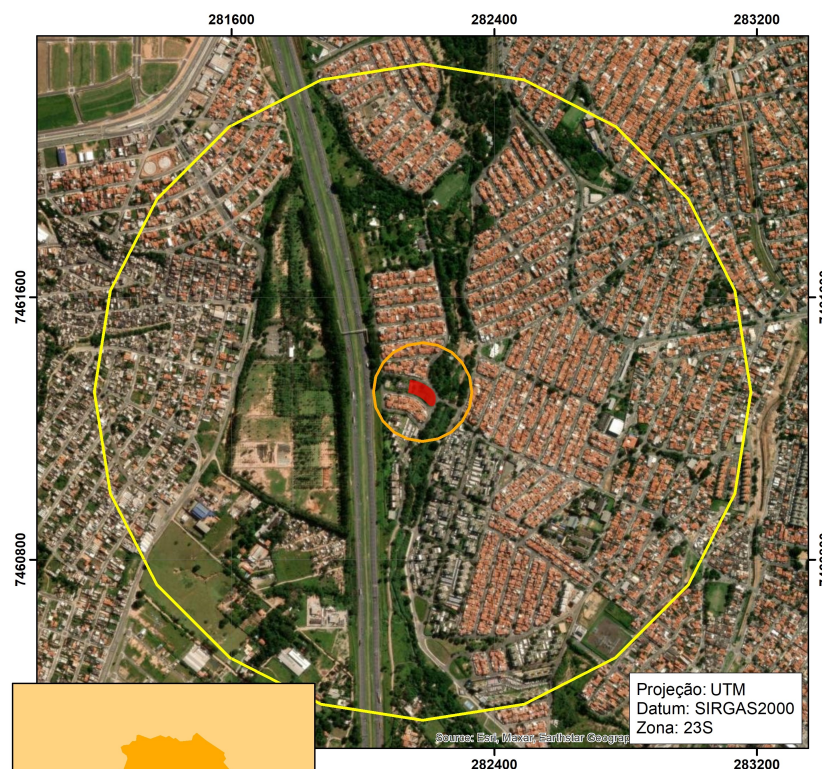 281600
282400
283200
7461600
7460800
Projeção: UTM
Datum: SIRGAS2000
Zona: 23S
Source: Esri, Maxar, Earthstar Geograp
282400
283200